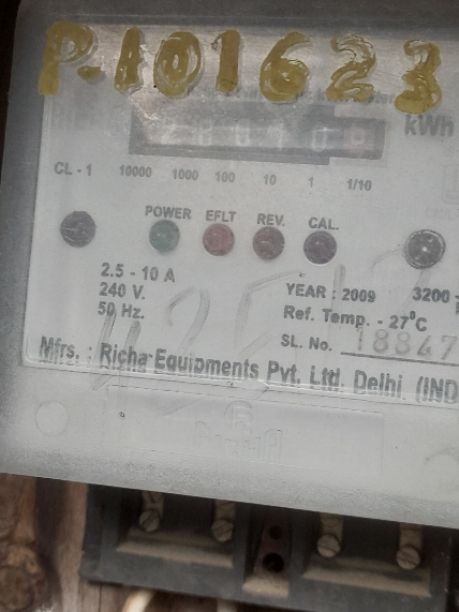 P-101623
kWh
CL - 1 10000 1000 100 10 1 1/10
POWER EFLT REV. CAL.
2.5 - 10 A
240 V.
50 Hz.
YEAR : 2009 3200
Ref. Temp. - 27°C
SL. No. 18847
Mfrs. : Richa Equipments Pvt. Ltd. Delhi. (IND